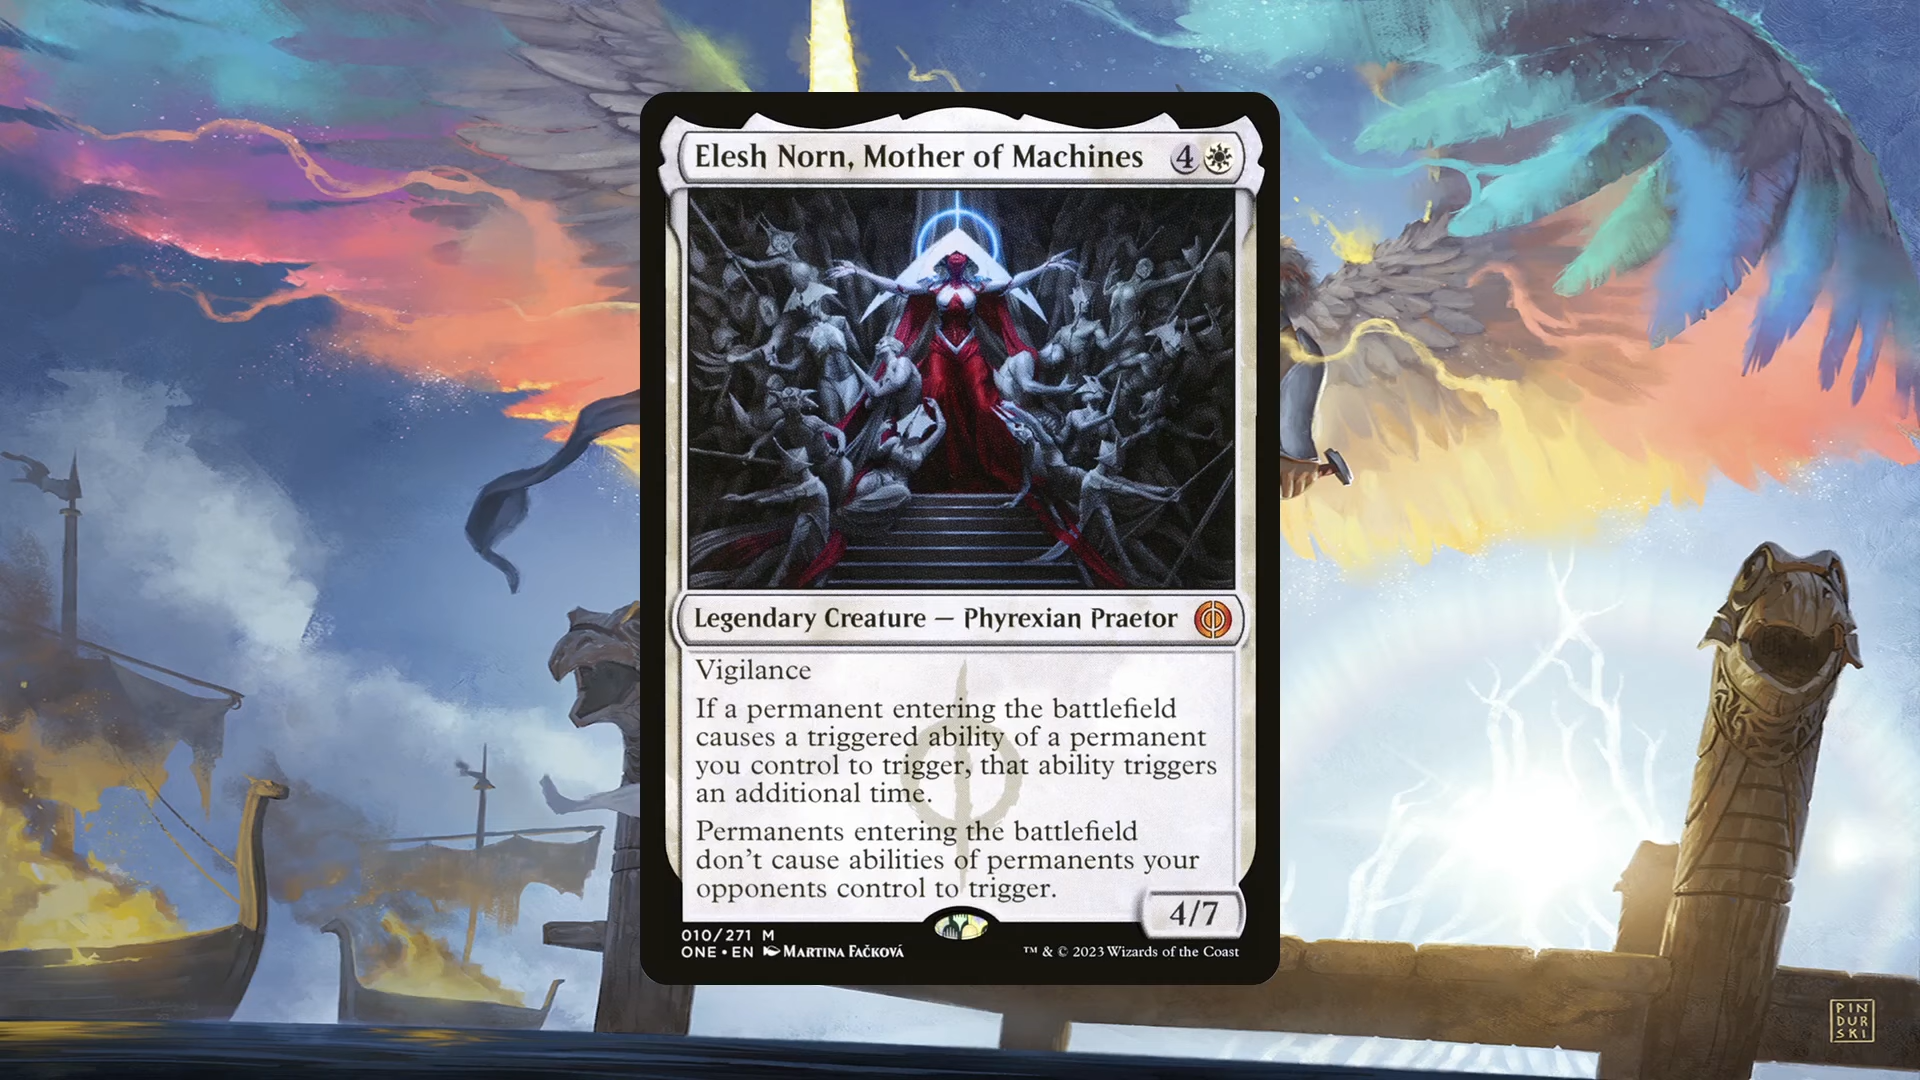 Elesh Norn, Mother of Machines 4
Legendary Creature — Phyrexian Praetor
Vigilance
If a permanent entering the battlefield
causes a triggered ability of a permanent
you control to trigger, that ability triggers
an additional time.
Permanents entering the battlefield
don't cause abilities of permanents your
opponents control to trigger.
4/7
010/271 M
ONE • EN MARTINA FAČKOVÁ
™ & © 2023 Wizards of the Coast
PIN
DUR
SKI